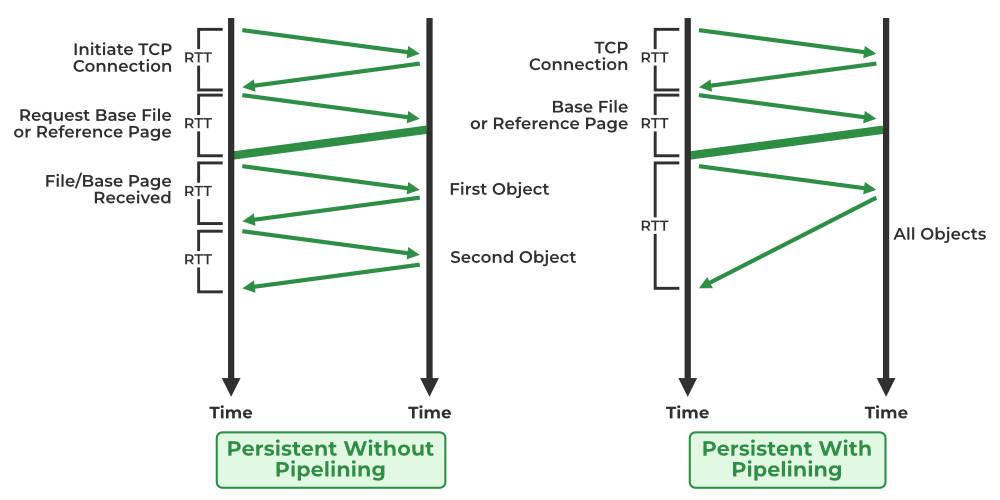 Initiate TCP
Connection
RTT
Request Base File
or Reference Page
RTT
File/Base Page
Received
RTT
First Object
RTT
Second Object
Time
Time
Persistent Without
Pipelining
TCP
Connection
RTT
Base File
or Reference Page
RTT
RTT
All Objects
Time
Time
Persistent With
Pipelining